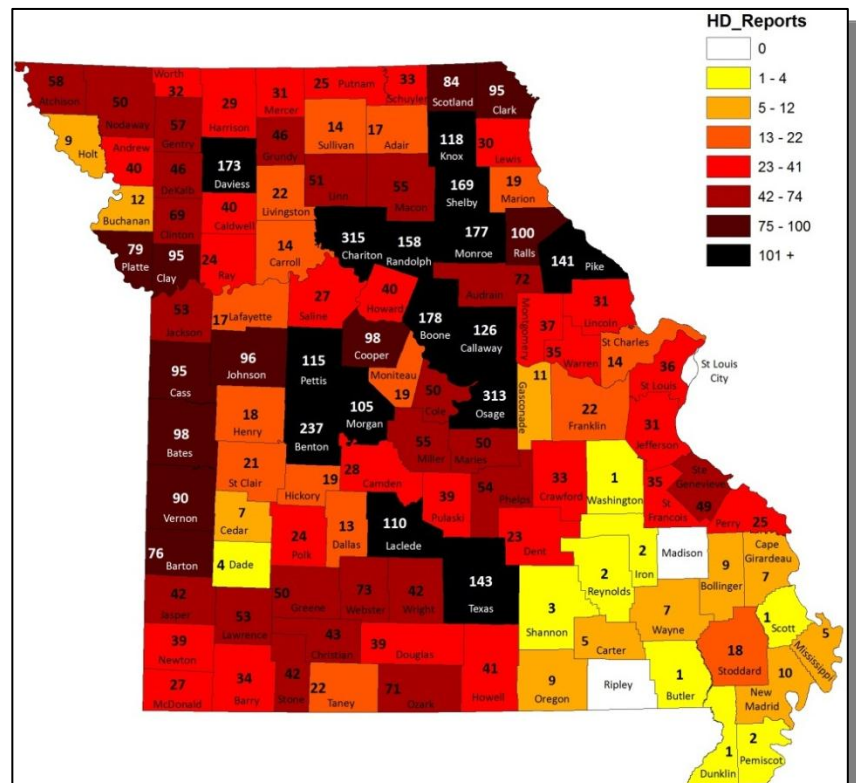 HD_Reports
0
1 - 4
5 - 12
13 - 22
23 - 41
42 - 74
75 - 100
101 +
58
Atchison
50
Nodaway
Worth
32
29
Harrison
31
Mercer
25 Putnam
33
Schuyler
84
Scotland
95
Clark
9
Holt
Andrew
40
57
Gentry
46
DeKalb
173
Daviess
46
Grundy
14
Sullivan
17
Adair
118
Knox
30
Lewis
12
Buchanan
69
Clinton
40
Caldwell
22
Livingston
51
Linn
55
Macon
169
Shelby
19
Marion
79
Platte
95
Clay
24
Ray
14
Carroll
315
Chariton
158
Randolph
177
Monroe
100
Ralls
141
Pike
53
Jackson
17
Lafayette
27
Saline
40
Howard
178
Boone
72
Audrain
126
Callaway
Montgomery
37
31
Lincoln
35
Warren
St Charles
14
36
St Louis
St Louis
City
95
Cass
96
Johnson
115
Pettis
98
Cooper
Moniteau
19
50
Cole
313
Osage
11
Gasconade
22
Franklin
31
Jefferson
98
Bates
18
Henry
237
Benton
105
Morgan
55
Miller
50
Maries
21
St Clair
19
Hickory
28
Camden
39
Pulaski
54
Phelps
33
Crawford
1
Washington
35
St
Francois
Ste
Genevieve
49
Perry
25
90
Vernon
7
Cedar
24
Polk
13
Dallas
110
Laclede
23
Dent
2
Iron
Madison
9
Bollinger
Cape
Girardeau
7
76
Barton
4 Dade
2
Reynolds
42
Jasper
53
Lawrence
50
Greene
73
Webster
42
Wright
143
Texas
3
Shannon
7
Wayne
1
Scott
5
Mississippi
39
Newton
43
Christian
39
Douglas
5
Carter
18
Stoddard
27
McDonald
34
Barry
42
Stone
22
Taney
71
Ozark
41
Howell
9
Oregon
Ripley
1
Butler
10
New
Madrid
1
Dunklin
2
Pemiscot